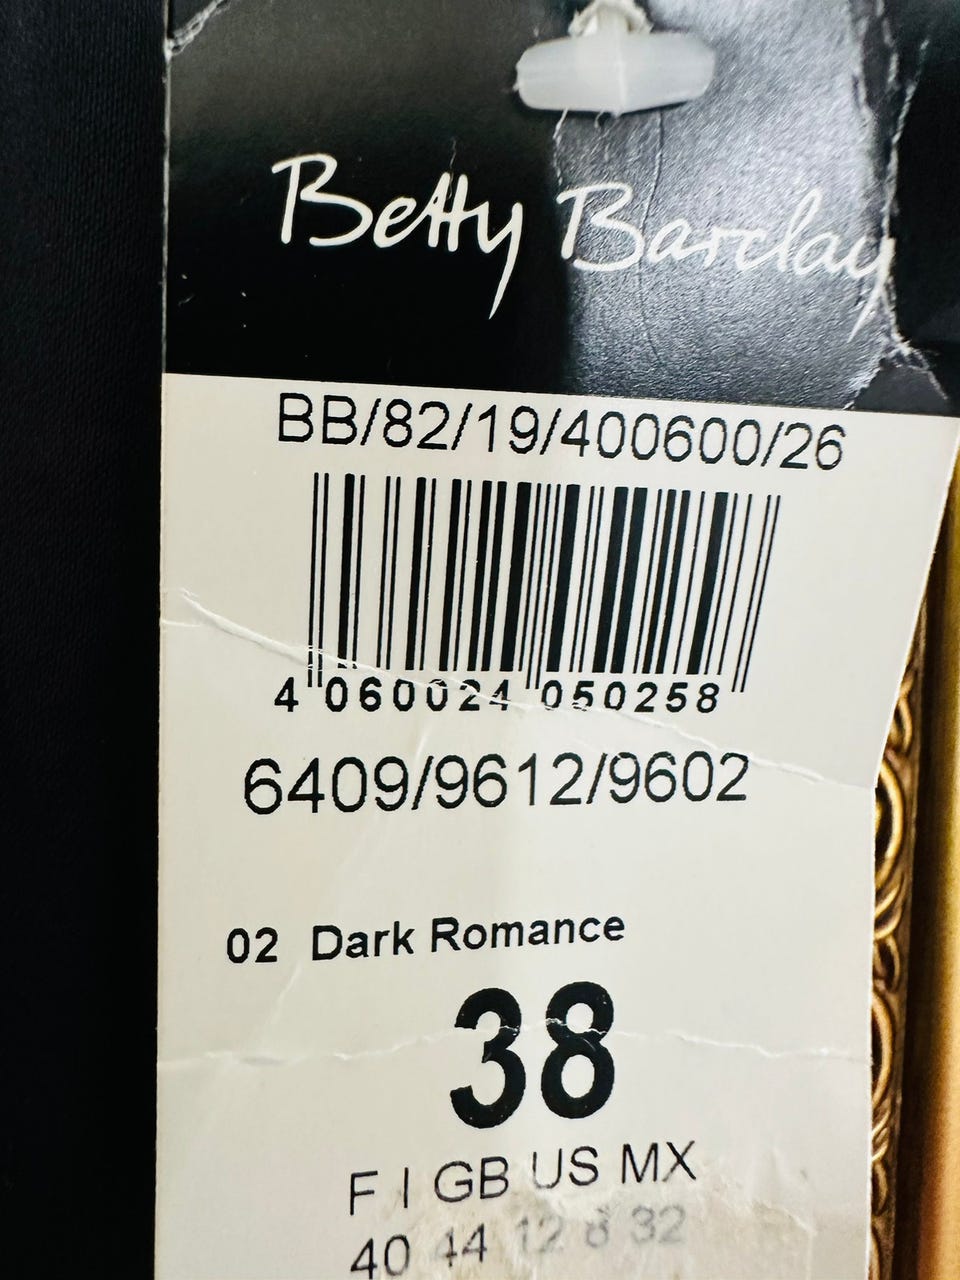 Betty Barclay
BB/82/19/400600/26
4 060024 050258
6409/9612/9602
02 Dark Romance
38
F I GB US MX
40 44 12 8 32